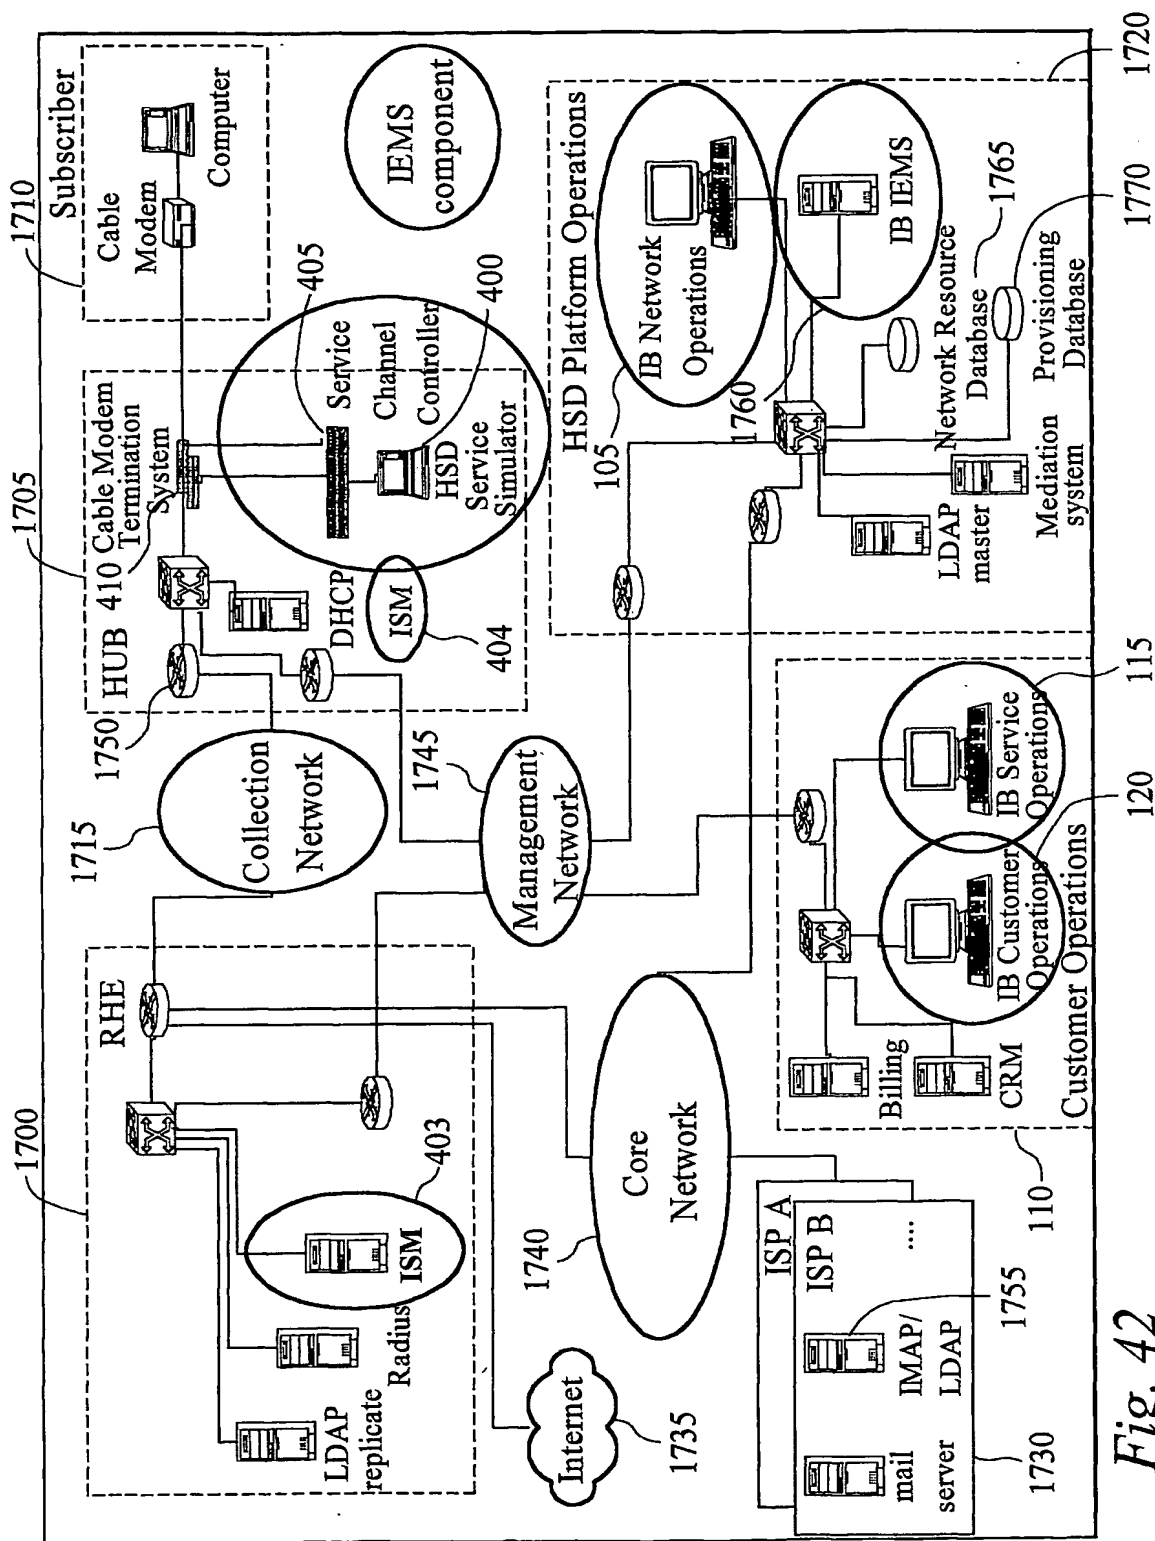 1700
RHE
LDAP
replicate
Radius
ISM
403
Internet
1735
1715
Collection
Network
1745
Management
Network
1740
Core
Network
ISP A
ISP B
....
mail
server
IMAP/
LDAP
1755
1730
1705
HUB
410
Cable Modem
Termination
System
1750
DHCP
ISM
404
Service
Channel
Controller
405
HSD
Service
Simulator
400
1710
Subscriber
Cable
Modem
Computer
IEMS
component
HSD Platform Operations
105
IB Network
Operations
1760
IB IEMS
Network Resource
Database
1765
Provisioning
Database
1770
LDAP
master
Mediation
system
1720
Billing
CRM
IB Customer
Operations
IB Service
Operations
Customer Operations
110
115
120
Fig. 42